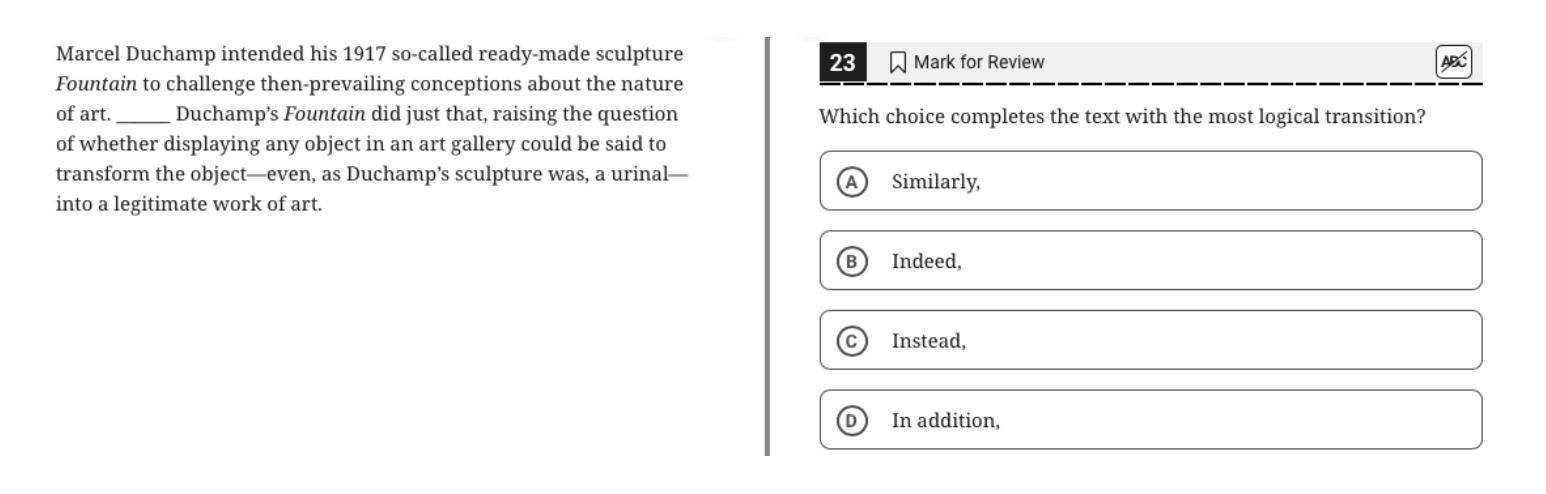 Marcel Duchamp intended his 1917 so-called ready-made sculpture
Fountain to challenge then-prevailing conceptions about the nature
of art. ______ Duchamp’s Fountain did just that, raising the question
of whether displaying any object in an art gallery could be said to
transform the object—even, as Duchamp’s sculpture was, a urinal—
into a legitimate work of art.
23 Mark for Review ABC
Which choice completes the text with the most logical transition?
A Similarly,
B Indeed,
C Instead,
D In addition,